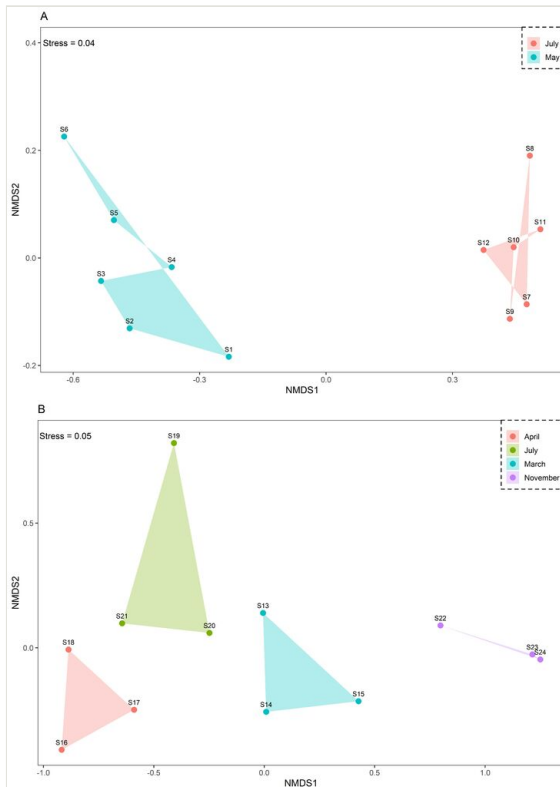 A
Stress = 0.04
July
May
0.4
0.2
0.0
-0.2
NMDS2
S6
S5
S4
S3
S2
S1
S8
S11
S10
S12
S7
S9
-0.6
-0.3
0.0
0.3
NMDS1
B
Stress = 0.05
April
July
March
November
0.5
0.0
NMDS2
S19
S21
S20
S13
S22
S23
S24
S18
S17
S14
S15
S16
-1.0
-0.5
0.0
0.5
1.0
NMDS1